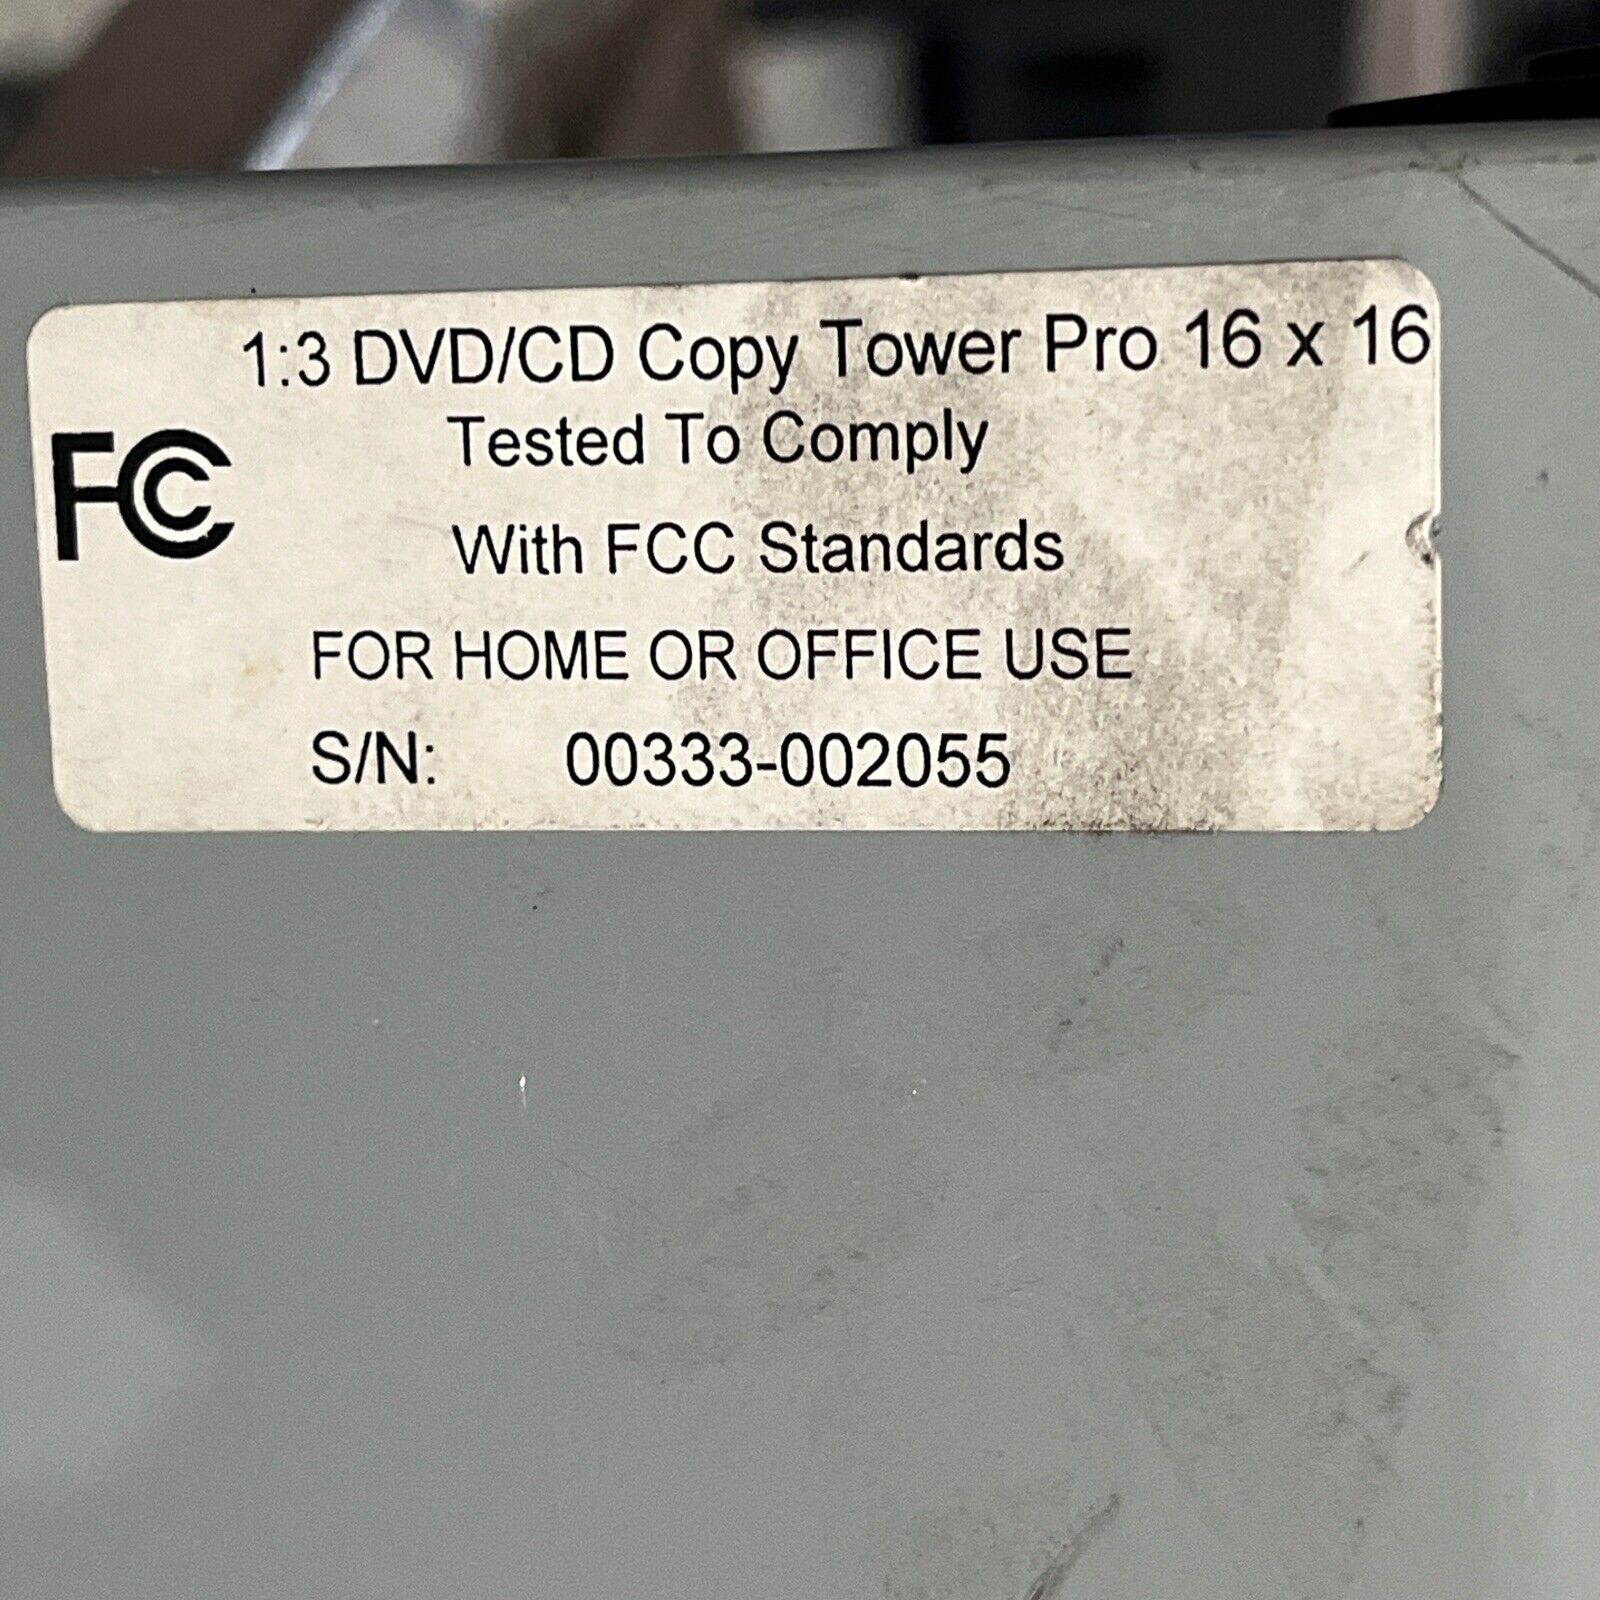 1:3 DVD/CD Copy Tower Pro 16 x 16
Tested To Comply
FCC
With FCC Standards
FOR HOME OR OFFICE USE
S/N: 00333-002055